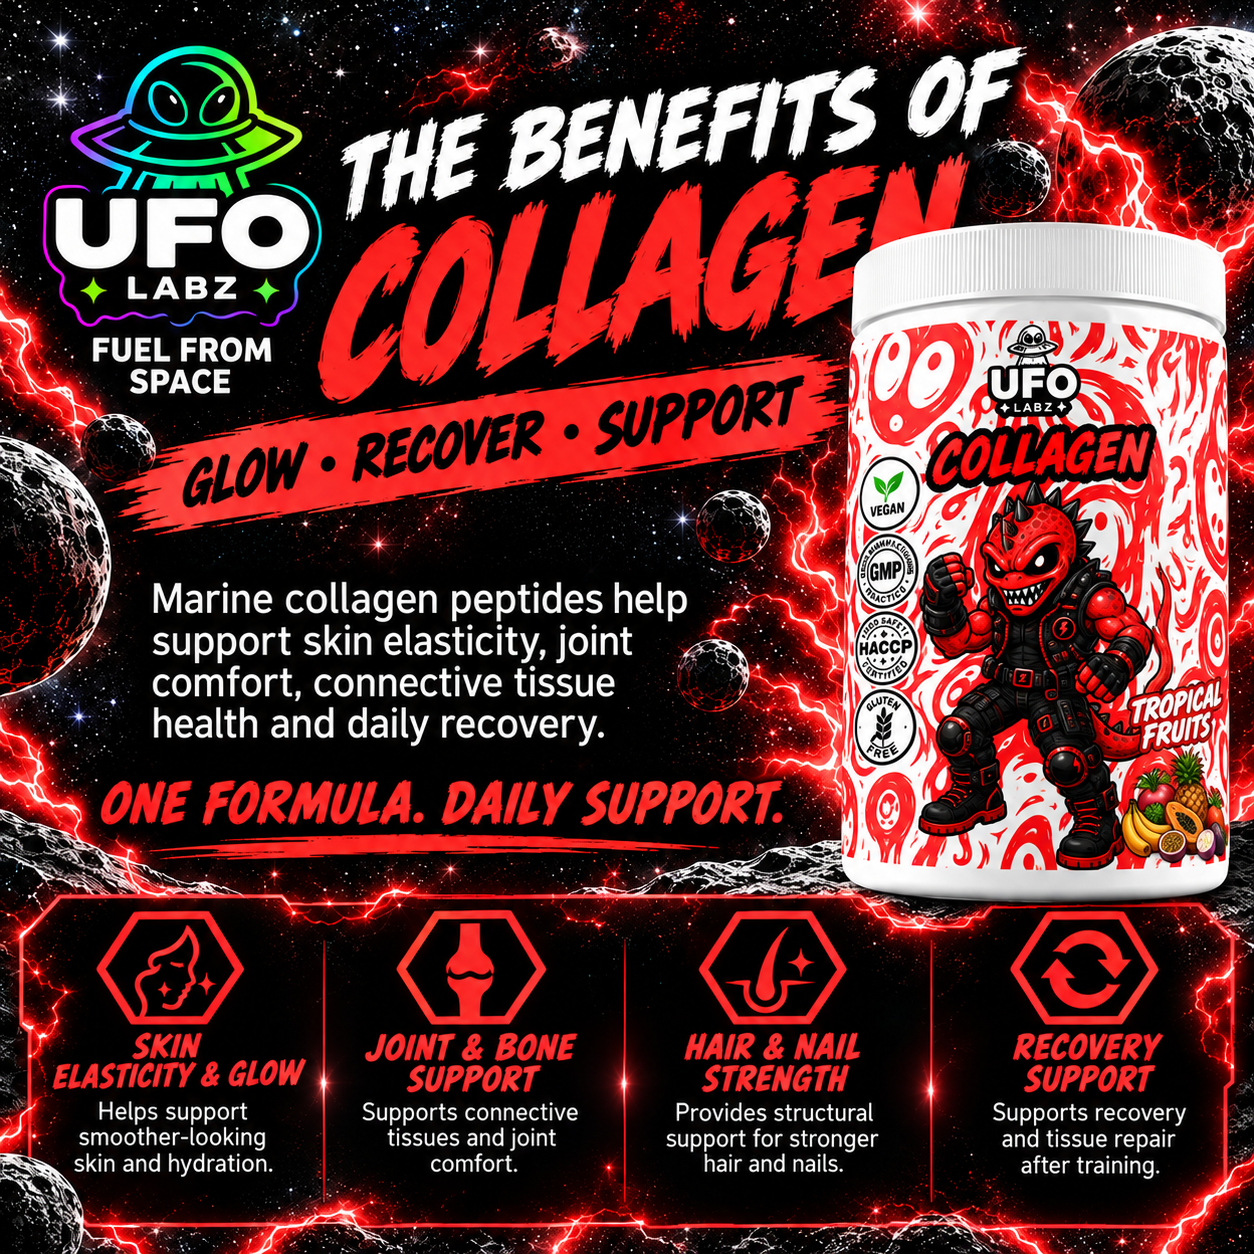 UFO
LABZ
FUEL FROM
SPACE
THE BENEFITS OF
COLLAGEN
GLOW • RECOVER • SUPPORT
Marine collagen peptides help
support skin elasticity, joint
comfort, connective tissue
health and daily recovery.
ONE FORMULA. DAILY SUPPORT.
UFO
LABZ
COLLAGEN
VEGAN
GMP
HACCP
CERTIFIED
GLUTEN
FREE
TROPICAL
FRUITS
SKIN
ELASTICITY & GLOW
Helps support
smoother-looking
skin and hydration.
JOINT & BONE
SUPPORT
Supports connective
tissues and joint
comfort.
HAIR & NAIL
STRENGTH
Provides structural
support for stronger
hair and nails.
RECOVERY
SUPPORT
Supports recovery
and tissue repair
after training.